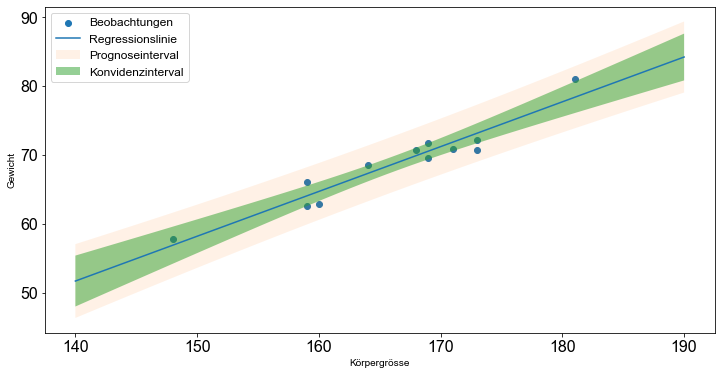 90
80
70
60
50
Gewicht
Beobachtungen
Regressionslinie
Prognoseinterval
Konvidenzinterval
140 150 160 170 180 190
Körpergrösse